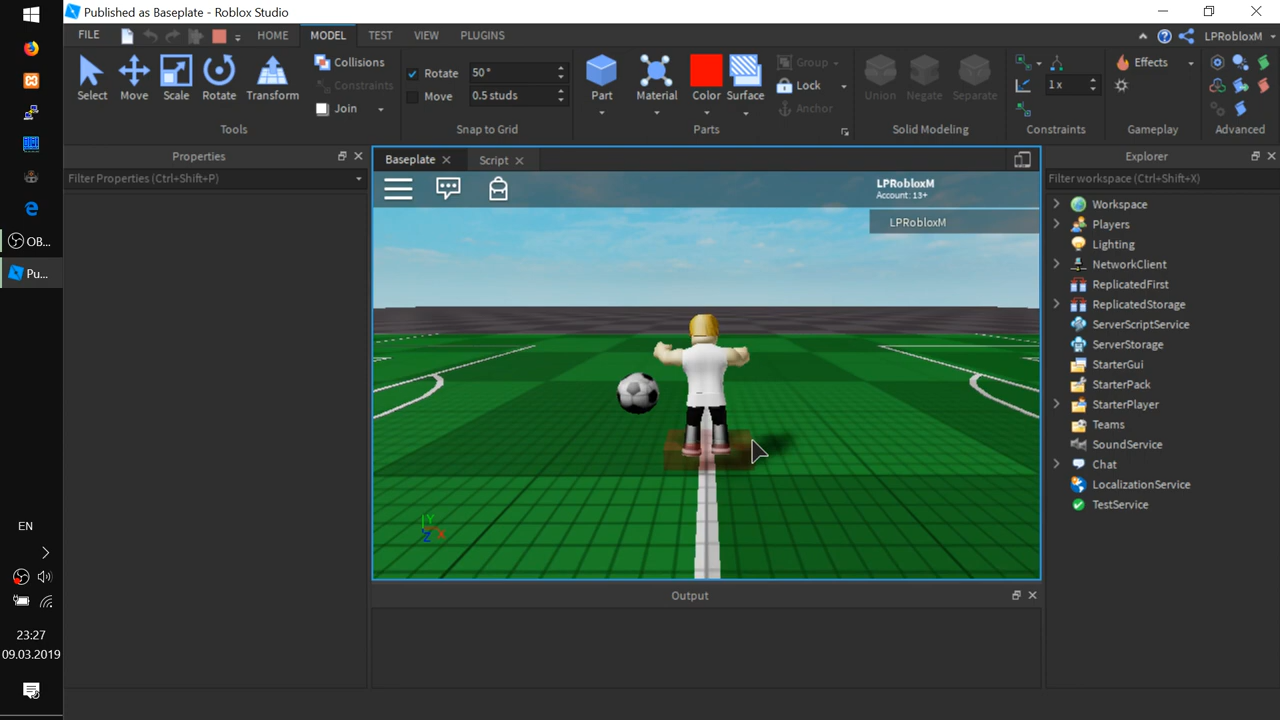 Published as Baseplate - Roblox Studio
FILE HOME MODEL TEST VIEW PLUGINS LPRobloxM
Select Move Scale Rotate Transform
Tools
Collisions
Constraints
Join
Rotate 50°
Move 0.5 studs
Snap to Grid
Part Material Color Surface
Group
Lock
Anchor
Parts
Union Negate Separate
Solid Modeling
1 x
Constraints
Effects
Gameplay
Advanced
Properties
Filter Properties (Ctrl+Shift+P)
Baseplate
Script
LPRobloxM
Account: 13+
LPRobloxM
Y
X
Z
Output
Explorer
Filter workspace (Ctrl+Shift+X)
Workspace
Players
Lighting
NetworkClient
ReplicatedFirst
ReplicatedStorage
ServerScriptService
ServerStorage
StarterGui
StarterPack
StarterPlayer
Teams
SoundService
Chat
LocalizationService
TestService
OB...
Pu...
EN
23:27
09.03.2019